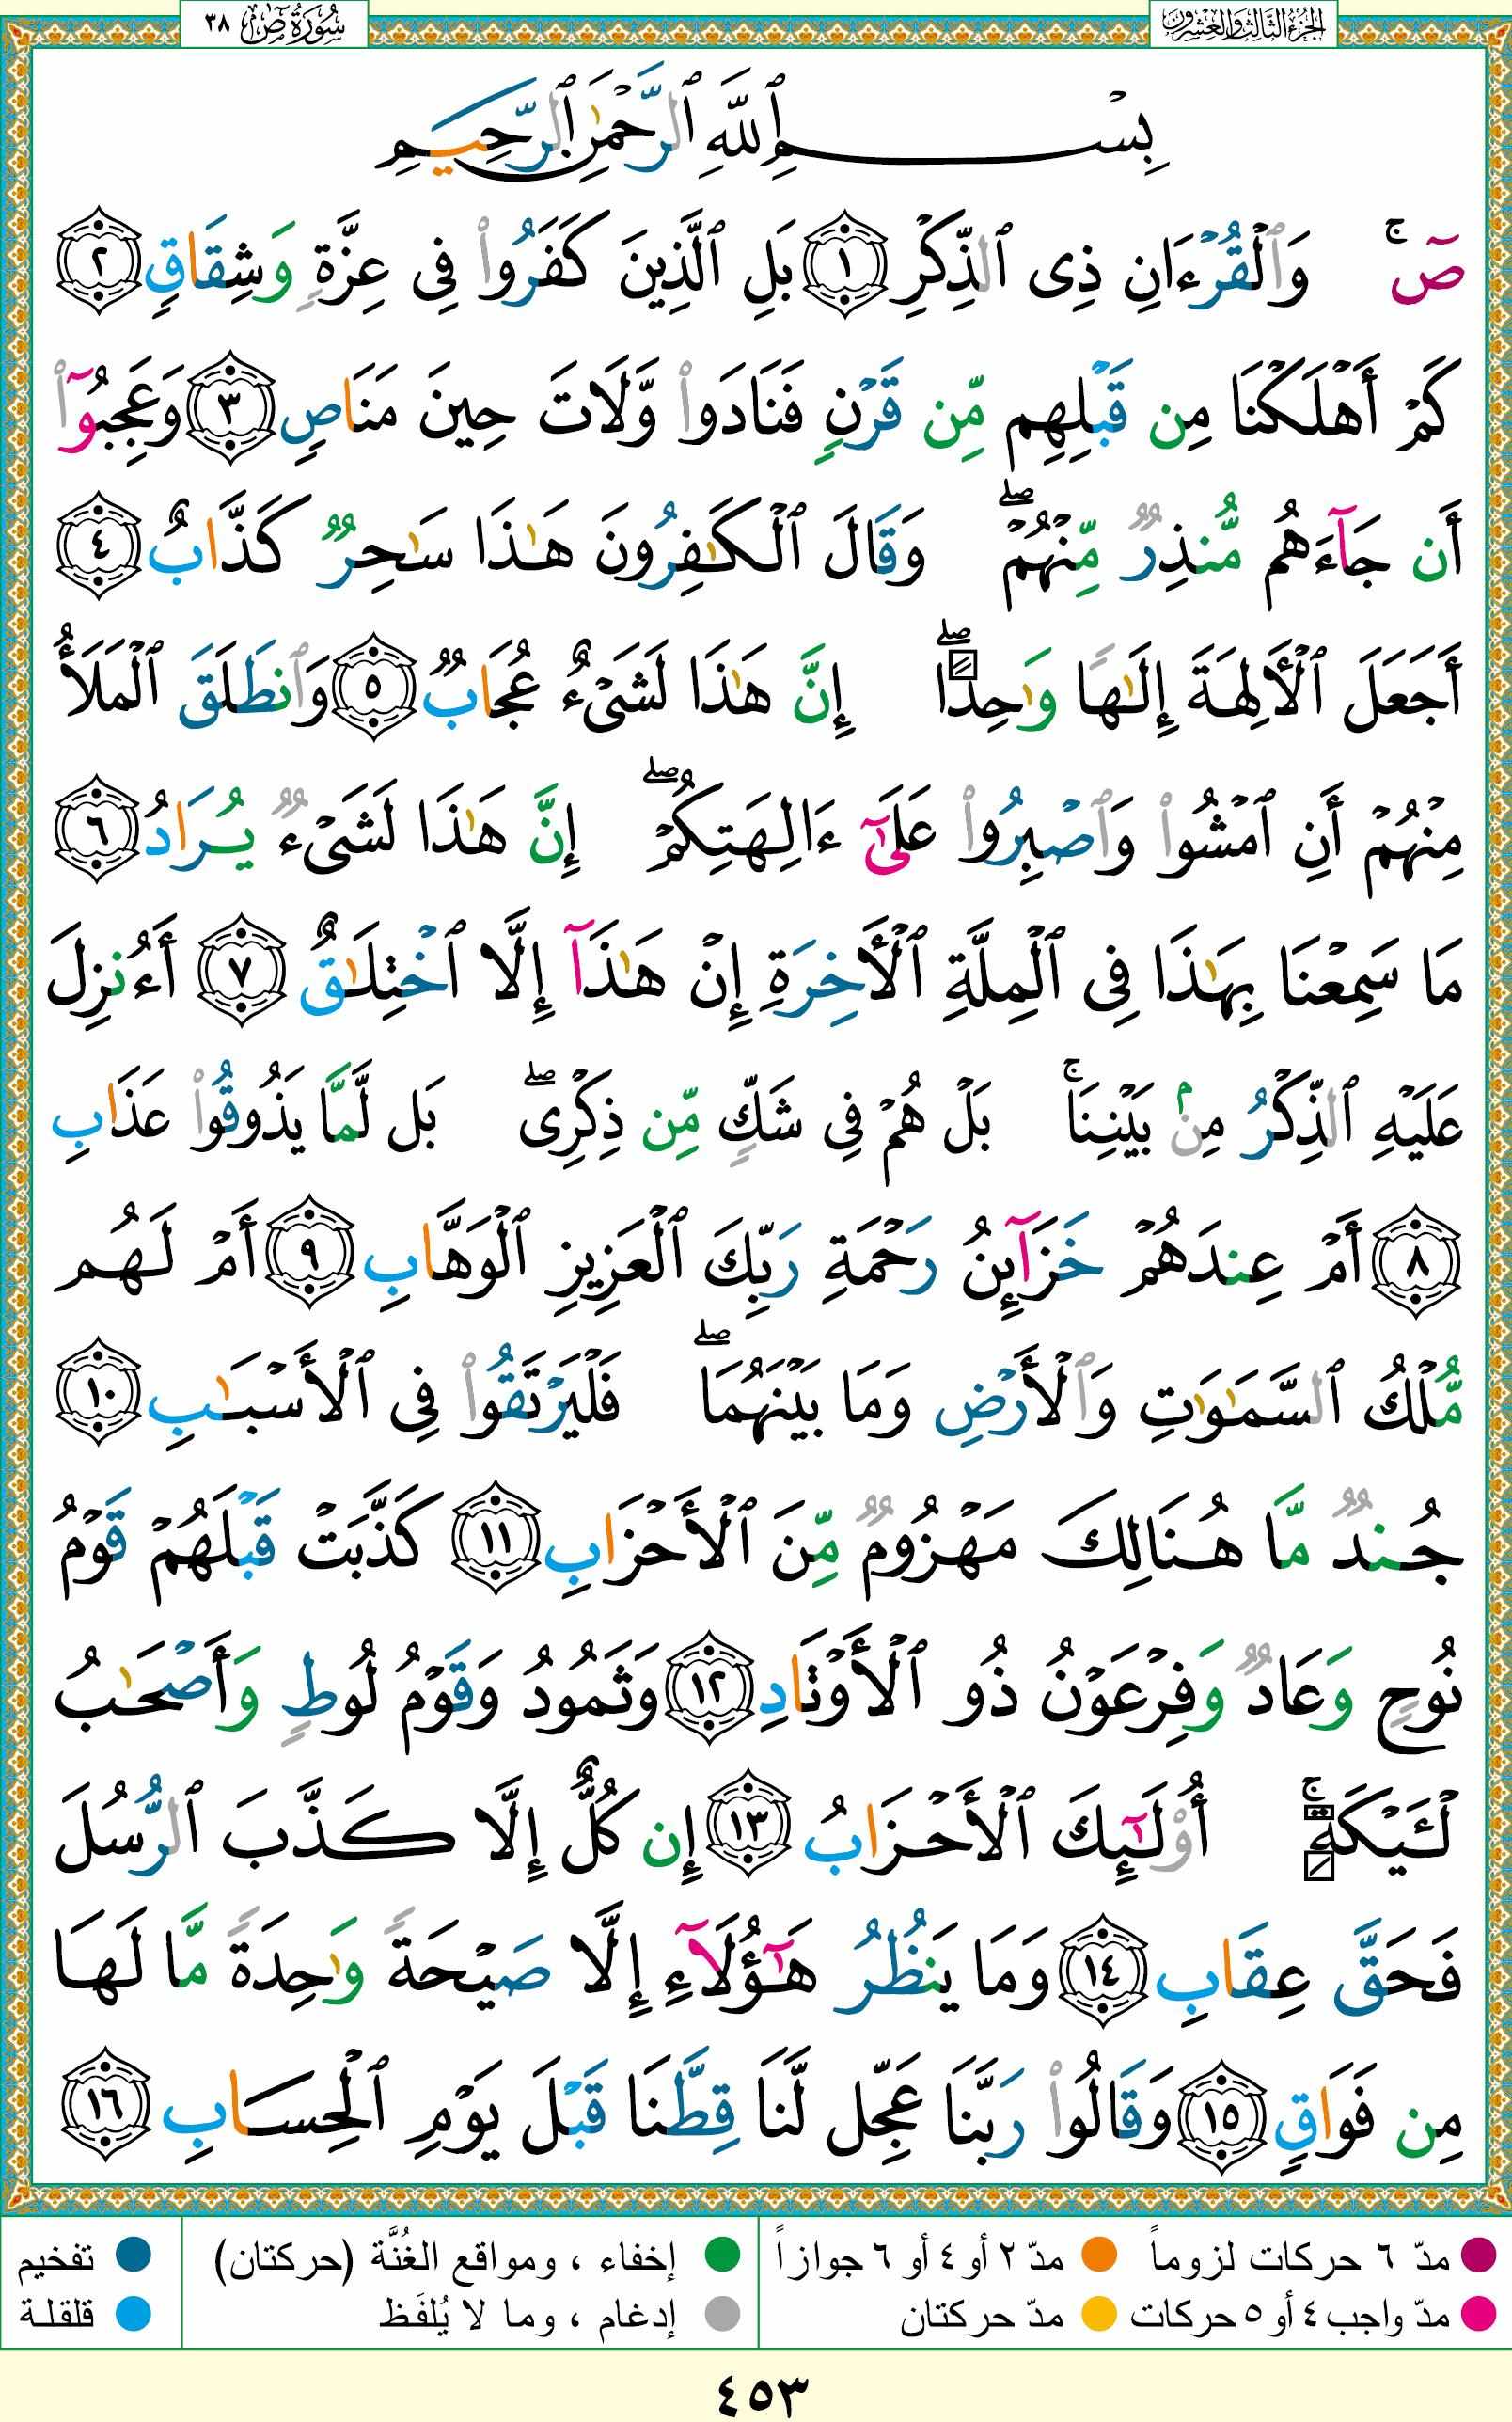 الجزء الثالث والعشرون
سُورَةُ صٓ ٣٨
بِسْمِ ٱللَّهِ ٱلرَّحْمَٰنِ ٱلرَّحِيمِ
صٓ ۚ وَٱلْقُرْءَانِ ذِى ٱلذِّكْرِ ١ بَلِ ٱلَّذِينَ كَفَرُوا۟ فِى عِزَّةٍ وَشِقَاقٍ ٢
كَمْ أَهْلَكْنَا مِن قَبْلِهِم مِّن قَرْنٍ فَنَادَوا۟ وَّلَاتَ حِينَ مَنَاصٍ ٣ وَعَجِبُوٓا۟
أَن جَآءَهُم مُّنذِرٌ مِّنْهُمْ ۖ وَقَالَ ٱلْكَٰفِرُونَ هَٰذَا سَٰحِرٌ كَذَّابٌ ٤
أَجَعَلَ ٱلْأَلِهَةَ إِلَٰهًا وَٰحِدًا ۖ إِنَّ هَٰذَا لَشَىْءٌ عُجَابٌ ٥ وَٱنطَلَقَ ٱلْمَلَأُ
مِنْهُمْ أَنِ ٱمْشُوا۟ وَٱصْبِرُوا۟ عَلَىٰٓ ءَالِهَتِكُمْ ۖ إِنَّ هَٰذَا لَشَىْءٌ يُرَادُ ٦
مَا سَمِعْنَا بِهَٰذَا فِى ٱلْمِلَّةِ ٱلْأَخِرَةِ إِنْ هَٰذَآ إِلَّا ٱخْتِلَٰقٌ ٧ أَءُنزِلَ
عَلَيْهِ ٱلذِّكْرُ مِنۢ بَيْنِنَا ۚ بَلْ هُمْ فِى شَكٍّ مِّن ذِكْرِى ۖ بَل لَّمَّا يَذُوقُوا۟ عَذَابِ
٨ أَمْ عِندَهُمْ خَزَآئِنُ رَحْمَةِ رَبِّكَ ٱلْعَزِيزِ ٱلْوَهَّابِ ٩ أَمْ لَهُم
مُّلْكُ ٱلسَّمَٰوَٰتِ وَٱلْأَرْضِ وَمَا بَيْنَهُمَا ۖ فَلْيَرْتَقُوا۟ فِى ٱلْأَسْبَٰبِ ١٠
جُندٌ مَّا هُنَالِكَ مَهْزُومٌ مِّنَ ٱلْأَحْزَابِ ١١ كَذَّبَتْ قَبْلَهُمْ قَوْمُ
نُوحٍ وَعَادٌ وَفِرْعَوْنُ ذُو ٱلْأَوْتَادِ ١٢ وَثَمُودُ وَقَوْمُ لُوطٍ وَأَصْحَٰبُ
لْـَٔيْكَةِ ۚ أُو۟لَٰٓئِكَ ٱلْأَحْزَابُ ١٣ إِن كُلٌّ إِلَّا كَذَّبَ ٱلرُّسُلَ
فَحَقَّ عِقَابِ ١٤ وَمَا يَنظُرُ هَٰٓؤُلَآءِ إِلَّا صَيْحَةً وَٰحِدَةً مَّا لَهَا
مِن فَوَاقٍ ١٥ وَقَالُوا۟ رَبَّنَا عَجِّل لَّنَا قِطَّنَا قَبْلَ يَوْمِ ٱلْحِسَابِ ١٦
مدّ ٦ حركات لزوماً مدّ ٢ أو ٤ أو ٦ جوازاً إخفاء ، ومواقع الغُنَّة (حركتان) تفخيم
مدّ واجب ٤ أو ٥ حركات مدّ حركتان إدغام ، وما لا يُلفَظ قلقلة
٤٥٣